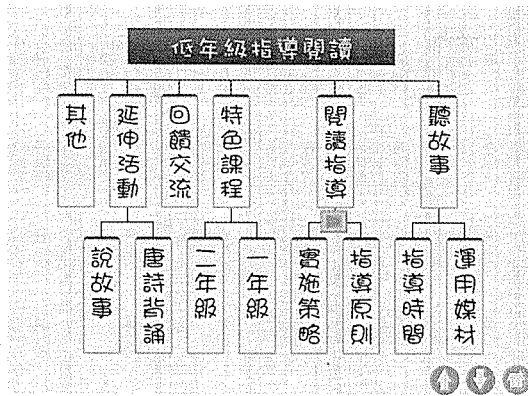 低年級指導閱讀
聽故事
閱讀指導
特色課程
回饋交流
延伸活動
其他
運用媒材
指導時間
指導原則
實施策略
一年級
二年級
唐詩背誦
說故事